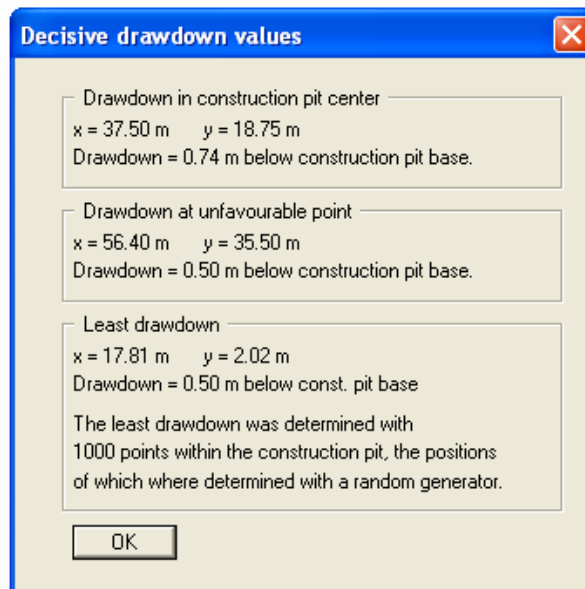 Decisive drawdown values
Drawdown in construction pit center
x = 37.50 m y = 18.75 m
Drawdown = 0.74 m below construction pit base.
Drawdown at unfavourable point
x = 56.40 m y = 35.50 m
Drawdown = 0.50 m below construction pit base.
Least drawdown
x = 17.81 m y = 2.02 m
Drawdown = 0.50 m below const. pit base
The least drawdown was determined with
1000 points within the construction pit, the positions
of which where determined with a random generator.
OK